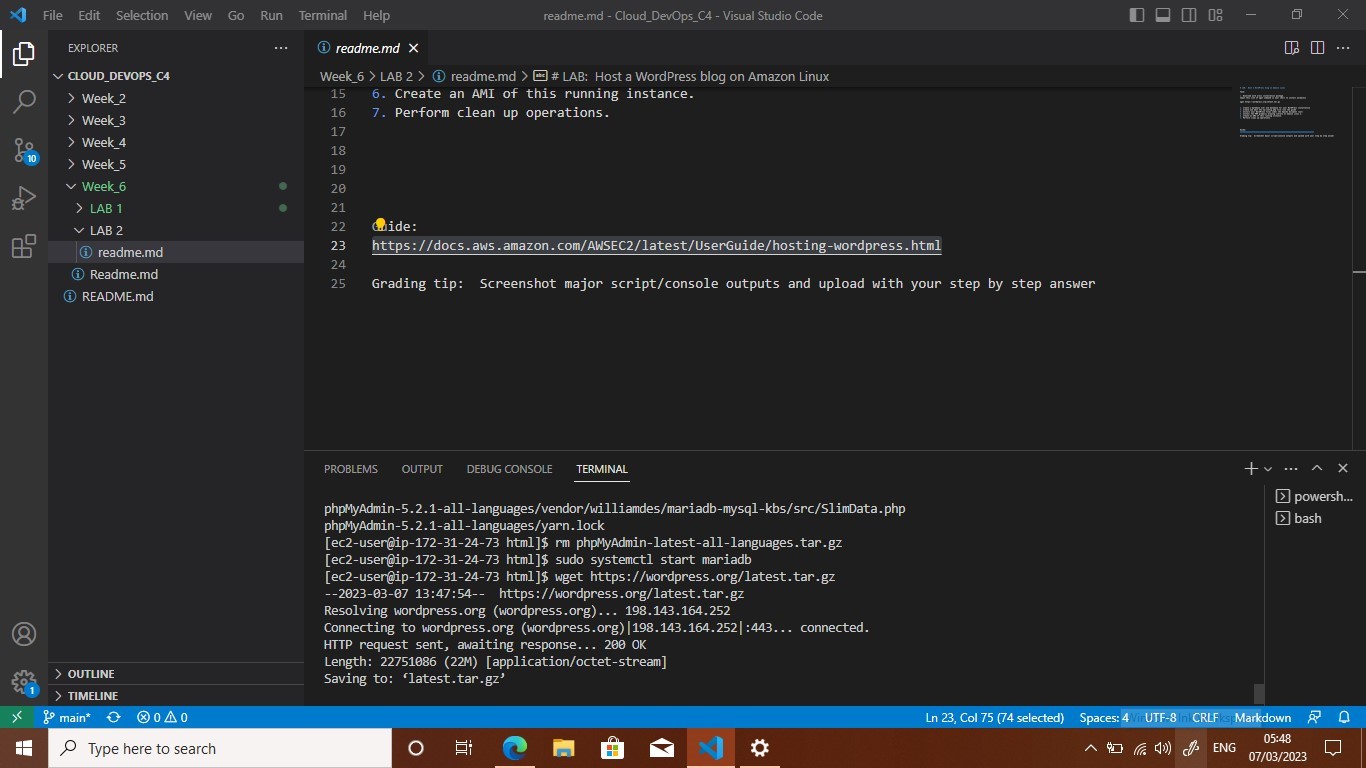 File Edit Selection View Go Run Terminal Help
readme.md - Cloud_DevOps_C4 - Visual Studio Code
EXPLORER
CLOUD_DEVOPS_C4
Week_2
Week_3
Week_4
Week_5
Week_6
LAB 1
LAB 2
readme.md
Readme.md
README.md
OUTLINE
TIMELINE
10
1
readme.md
Week_6 > LAB 2 > readme.md > # LAB: Host a WordPress blog on Amazon Linux
15 6. Create an AMI of this running instance.
16 7. Perform clean up operations.
17
18
19
20
21
22 Guide:
23 https://docs.aws.amazon.com/AWSEC2/latest/UserGuide/hosting-wordpress.html
24
25 Grading tip: Screenshot major script/console outputs and upload with your step by step answer
PROBLEMS OUTPUT DEBUG CONSOLE TERMINAL
phpMyAdmin-5.2.1-all-languages/vendor/williamdes/mariadb-mysql-kbs/src/SlimData.php
phpMyAdmin-5.2.1-all-languages/yarn.lock
[ec2-user@ip-172-31-24-73 html]$ rm phpMyAdmin-latest-all-languages.tar.gz
[ec2-user@ip-172-31-24-73 html]$ sudo systemctl start mariadb
[ec2-user@ip-172-31-24-73 html]$ wget https://wordpress.org/latest.tar.gz
--2023-03-07 13:47:54--  https://wordpress.org/latest.tar.gz
Resolving wordpress.org (wordpress.org)... 198.143.164.252
Connecting to wordpress.org (wordpress.org)|198.143.164.252|:443... connected.
HTTP request sent, awaiting response... 200 OK
Length: 22751086 (22M) [application/octet-stream]
Saving to: ‘latest.tar.gz’
powersh...
bash
main* 0 0
Ln 23, Col 75 (74 selected) Spaces: 4 UTF-8 CRLF Markdown
Type here to search
ENG
05:48
07/03/2023